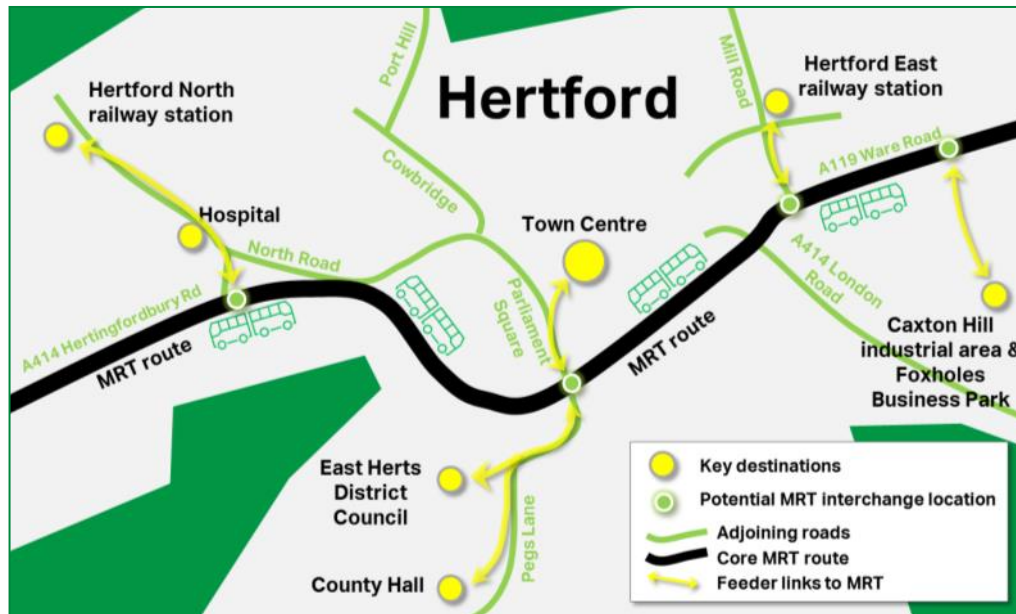 Hertford
Port Hill
Mill Road
Hertford North
railway station
Hertford East
railway station
Cowbridge
A119 Ware Road
Hospital
North Road
Town Centre
Parliament
Square
A414 London
Road
A414 Hertingfordbury Rd
MRT route
MRT route
Caxton Hill
industrial area &
Foxholes
Business Park
East Herts
District
Council
Pegs Lane
County Hall
Key destinations
Potential MRT interchange location
Adjoining roads
Core MRT route
Feeder links to MRT